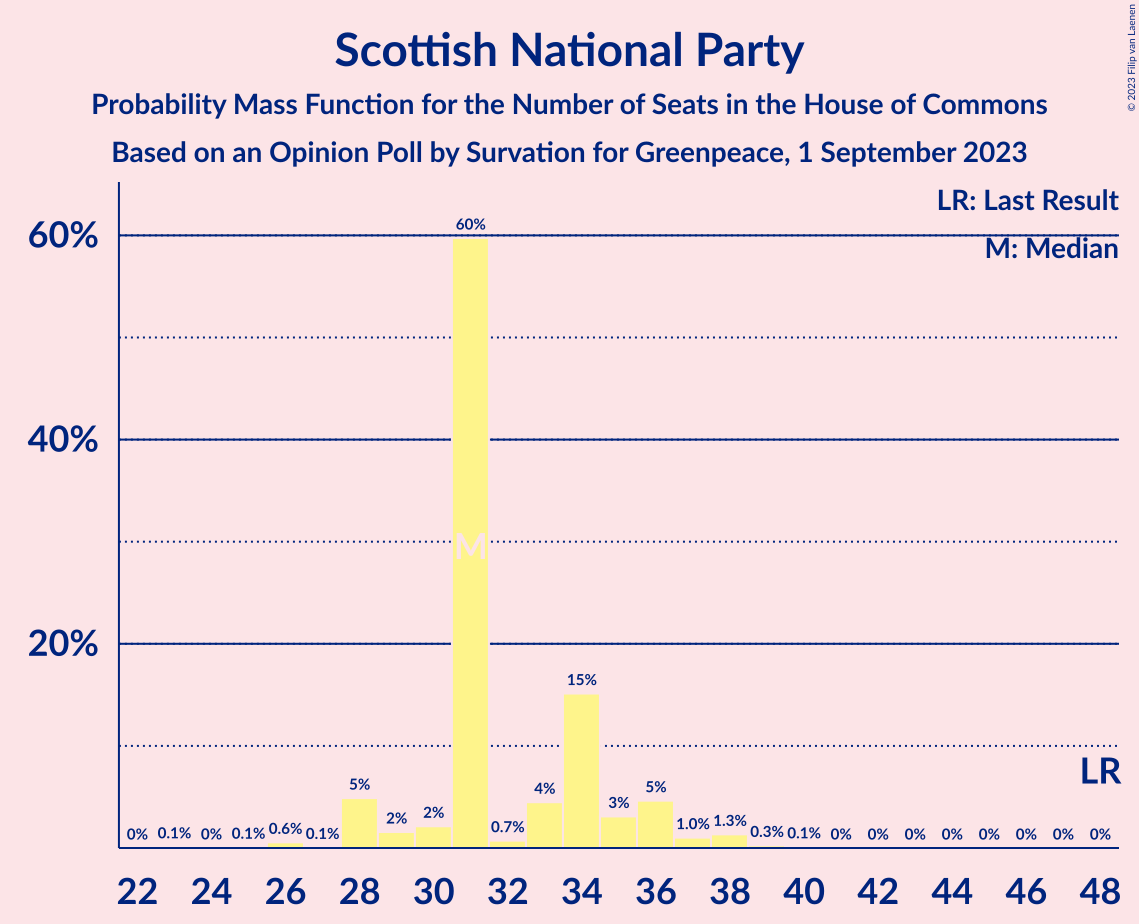 Scottish National Party
Probability Mass Function for the Number of Seats in the House of Commons
Based on an Opinion Poll by Survation for Greenpeace, 1 September 2023
© 2023 Filip van Laenen
LR: Last Result
M: Median
60%
40%
20%
0% 0.1% 0% 0.1% 0.6% 0.1% 5% 2% 2% 60% 0.7% 4% 15% 3% 5% 1.0% 1.3% 0.3% 0.1% 0% 0% 0% 0% 0% 0% 0% 0%
M
LR
22 24 26 28 30 32 34 36 38 40 42 44 46 48